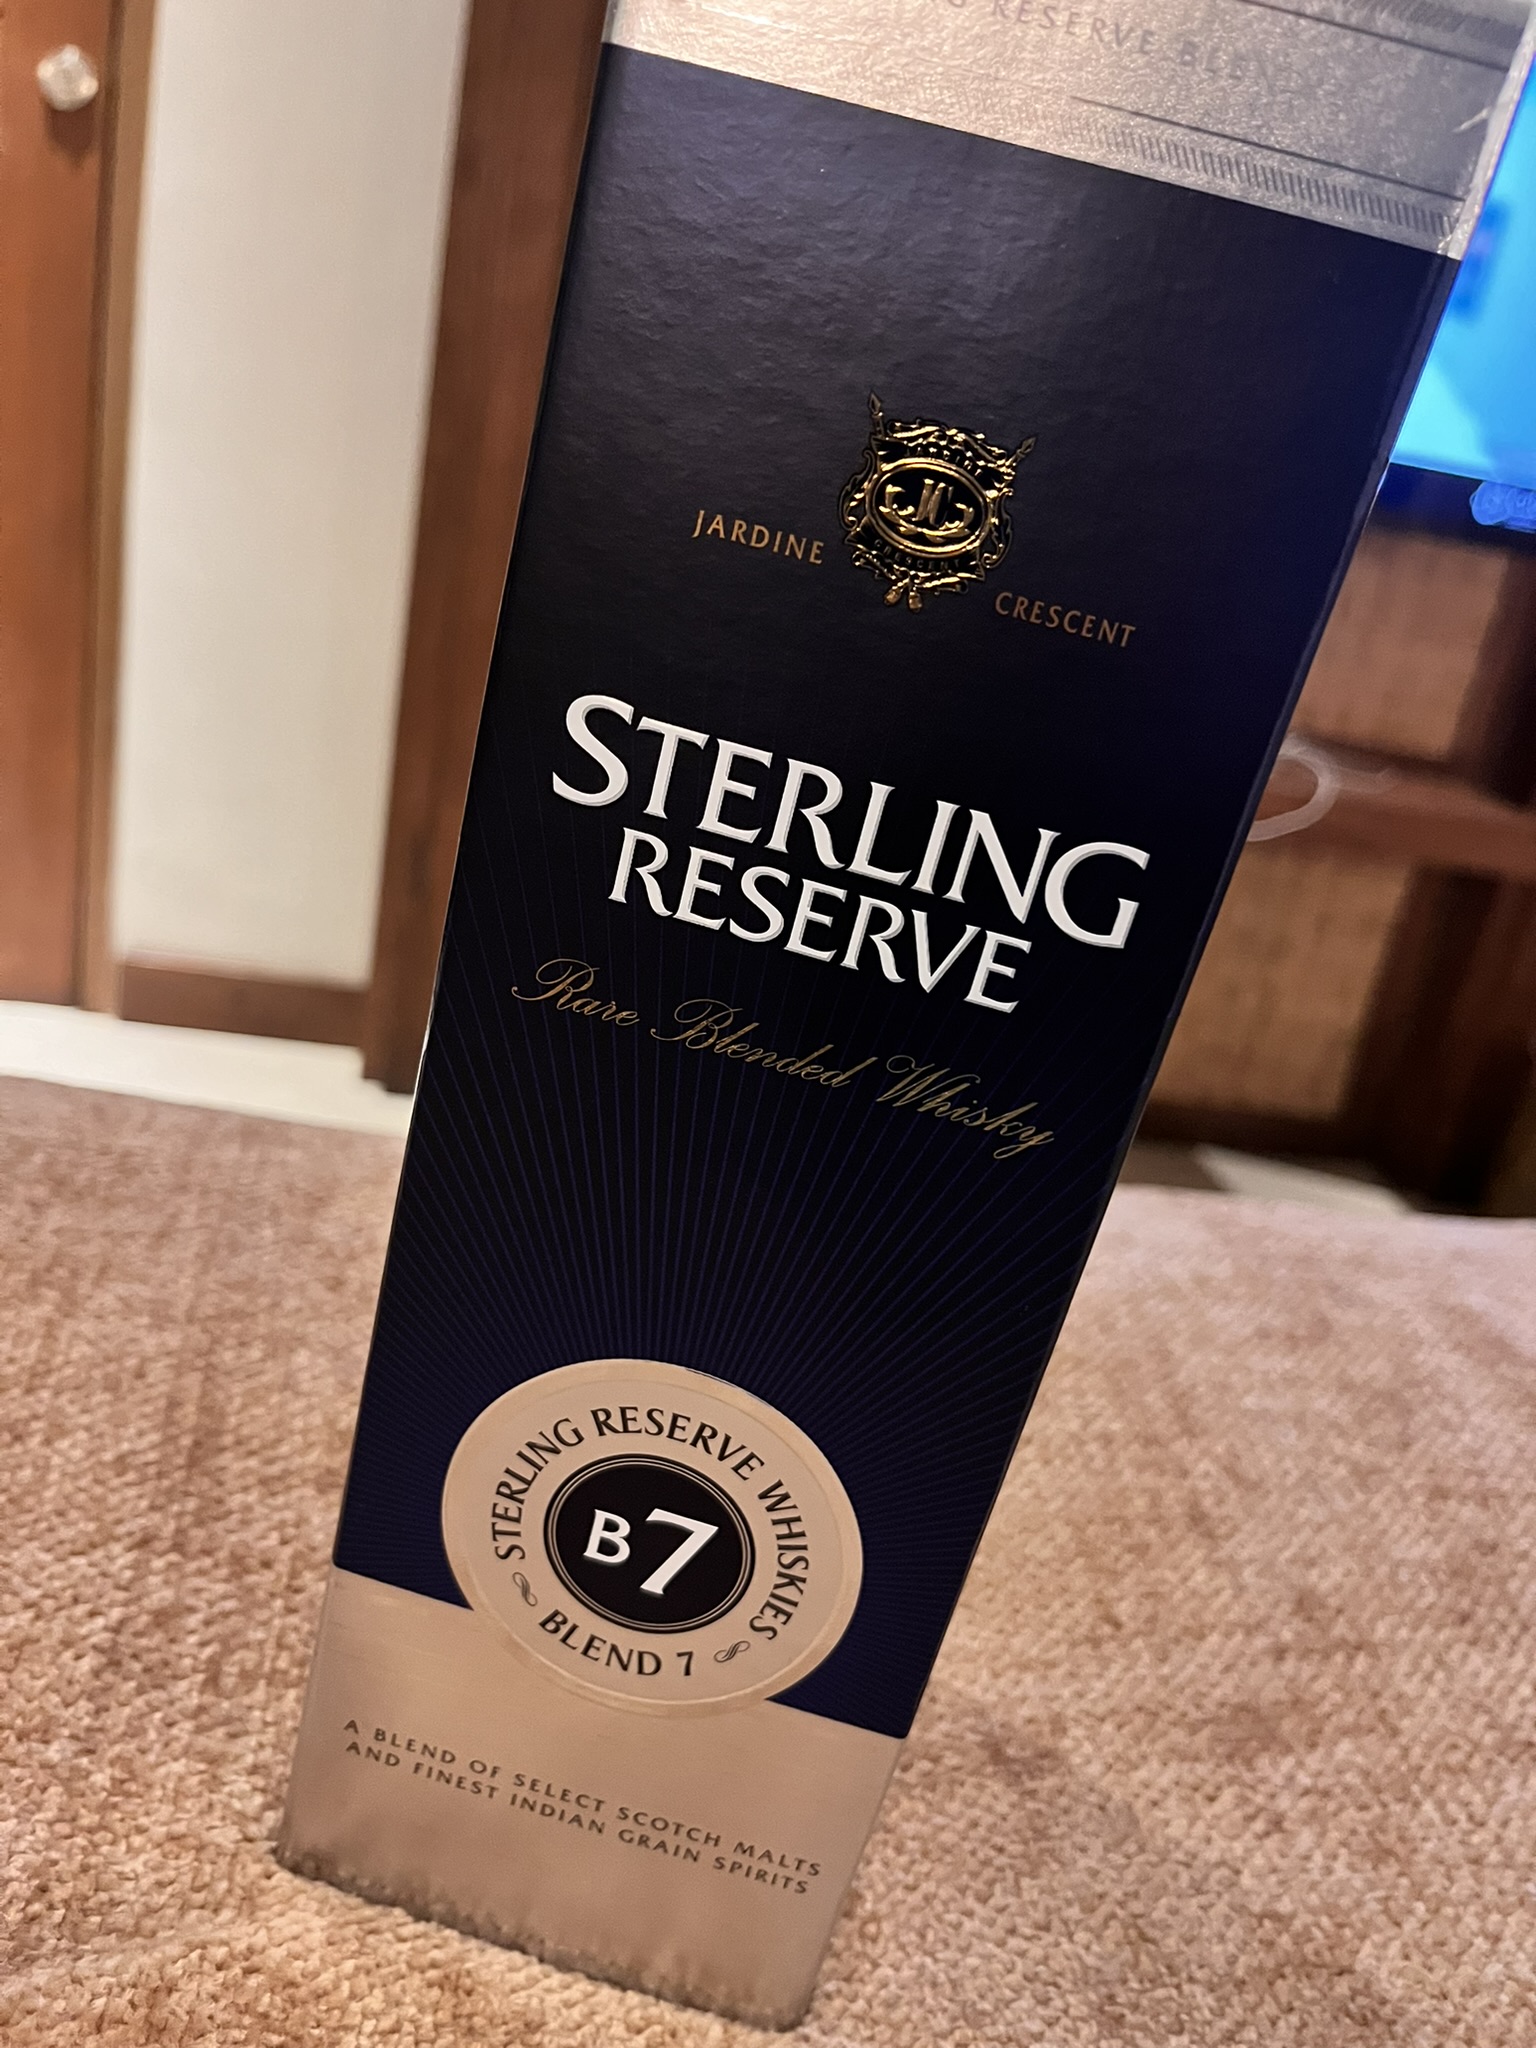 RESERVE
JARDINE
CRESCENT
STERLING
RESERVE
Rare Blended Whisky
STERLING RESERVE WHISKIES
B7
BLEND 7
A BLEND OF SELECT SCOTCH MALTS
AND FINEST INDIAN GRAIN SPIRITS